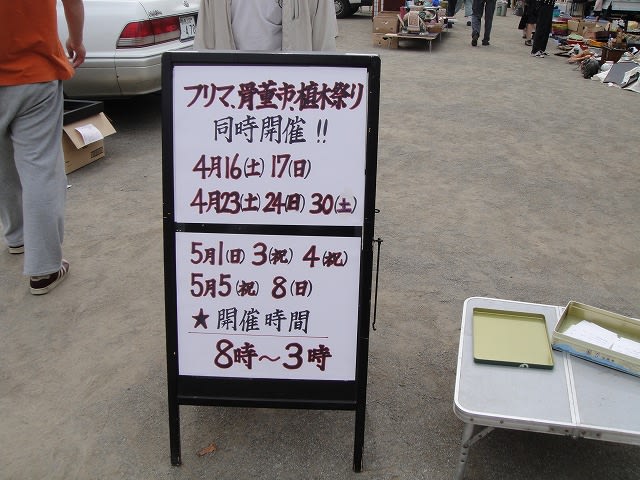 フリマ、骨董市、植木祭り
同時開催!!
4月16(土) 17(日)
4月23(土) 24(日) 30(土)
5月1(日) 3(祝) 4(祝)
5月5(祝) 8(日)
★開催時間
8時～3時